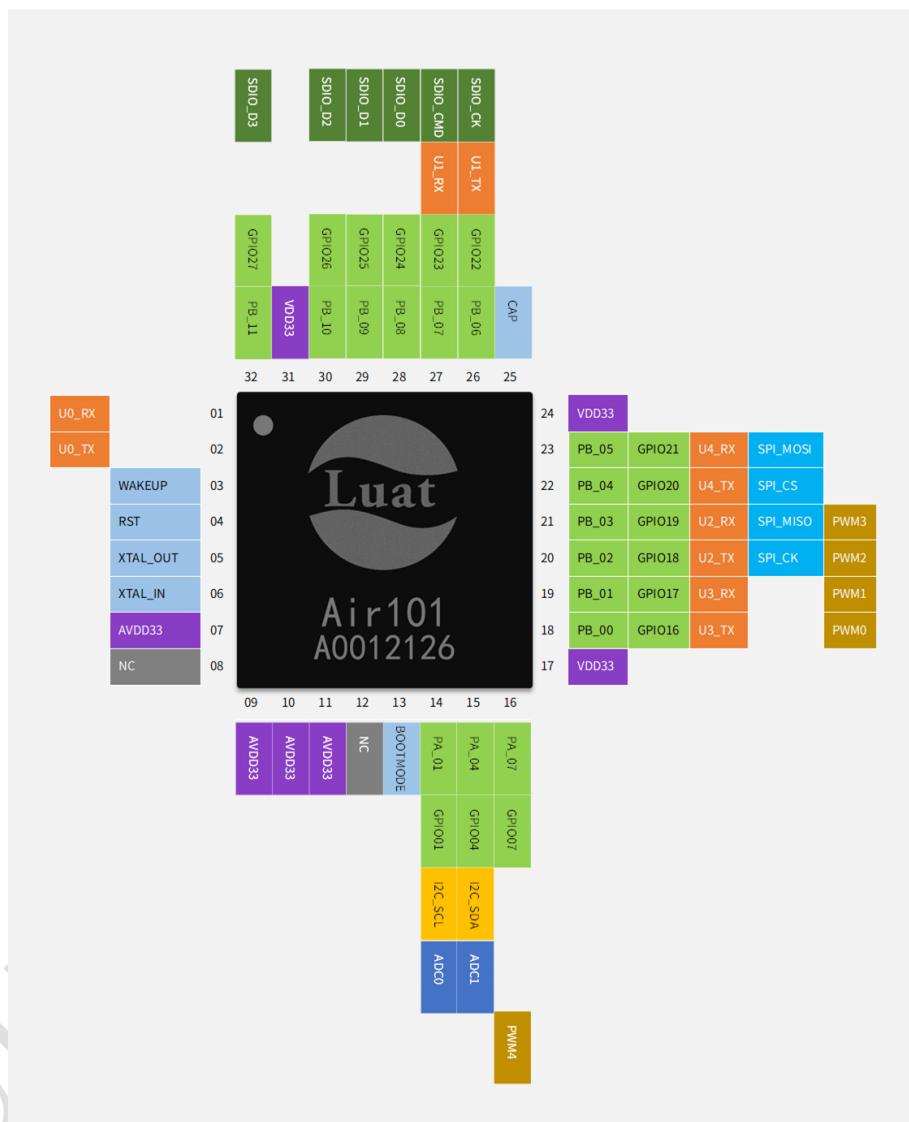 SDIO_D3 SDIO_D2 SDIO_D1 SDIO_D0 SDIO_CMD SDIO_CK
U1_RX U1_TX
GPIO27 GPIO26 GPIO25 GPIO24 GPIO23 GPIO22
PB_11 VDD33 PB_10 PB_09 PB_08 PB_07 PB_06 CAP
32 31 30 29 28 27 26 25
U0_RX 01 24 VDD33
U0_TX 02 23 PB_05 GPIO21 U4_RX SPI_MOSI
WAKEUP 03 22 PB_04 GPIO20 U4_TX SPI_CS
Luat
RST 04 21 PB_03 GPIO19 U2_RX SPI_MISO PWM3
XTAL_OUT 05 20 PB_02 GPIO18 U2_TX SPI_CK PWM2
XTAL_IN 06 19 PB_01 GPIO17 U3_RX PWM1
Air101
AVDD33 07 18 PB_00 GPIO16 U3_TX PWM0
A0012126
NC 08 17 VDD33
09 10 11 12 13 14 15 16
AVDD33 AVDD33 AVDD33 NC BOOTMODE PA_01 PA_04 PA_07
GPIO01 GPIO04 GPIO07
I2C_SCL I2C_SDA
ADC0 ADC1
PWM4